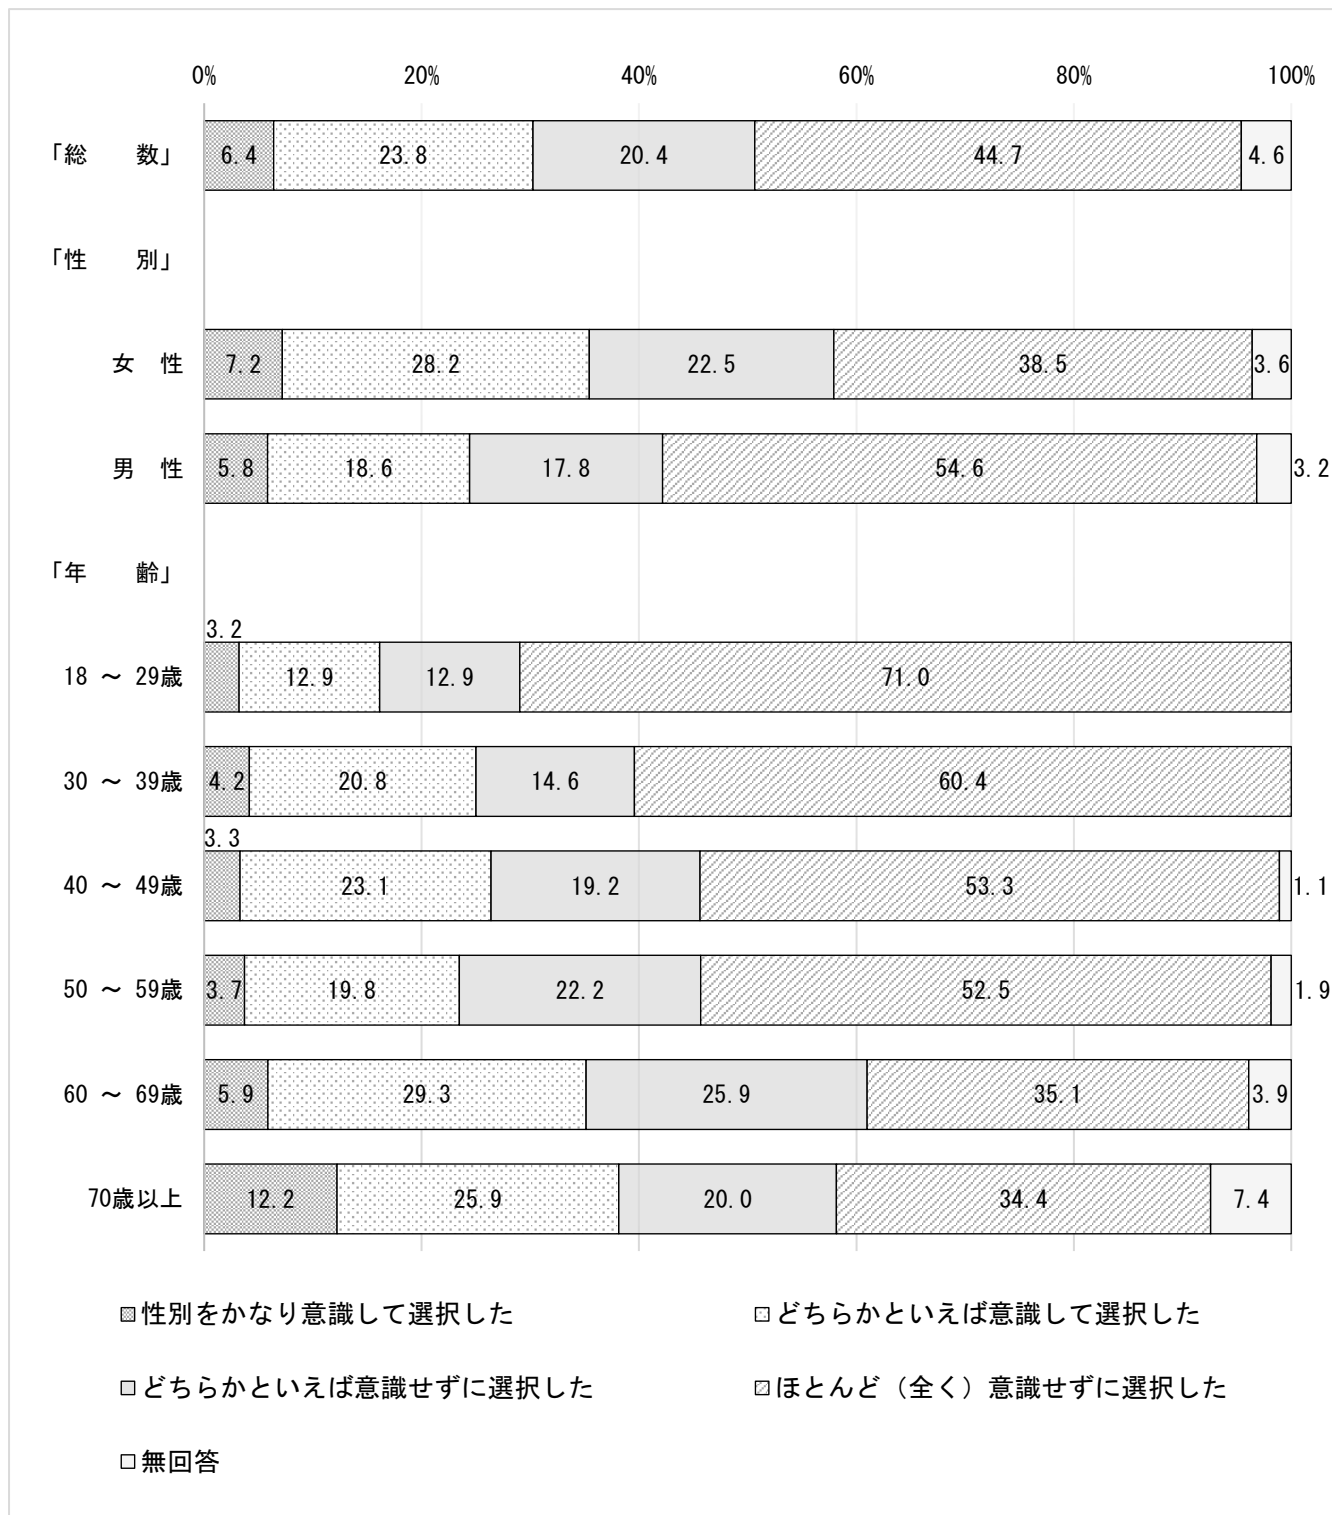 0% 20% 40% 60% 80% 100%
「総　　数」 6.4 23.8 20.4 44.7 4.6
「性　　別」
女　性 7.2 28.2 22.5 38.5 3.6
男　性 5.8 18.6 17.8 54.6 3.2
「年　　齢」
3.2
18 ～ 29歳 12.9 12.9 71.0
30 ～ 39歳 4.2 20.8 14.6 60.4
3.3
40 ～ 49歳 23.1 19.2 53.3 1.1
50 ～ 59歳 3.7 19.8 22.2 52.5 1.9
60 ～ 69歳 5.9 29.3 25.9 35.1 3.9
70歳以上 12.2 25.9 20.0 34.4 7.4
性別をかなり意識して選択した どちらかといえば意識して選択した
どちらかといえば意識せずに選択した ほとんど（全く）意識せずに選択した
無回答